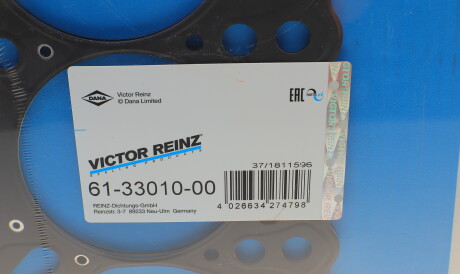 DANA
Victor Reinz
© Dana Limited
EAC
VICTOR REINZ®
37/1811596
61-33010-00
REINZ-Dichtungs-GmbH
Reinzstr. 3-7 89233 Neu-Ulm Germany
4 026634 274798